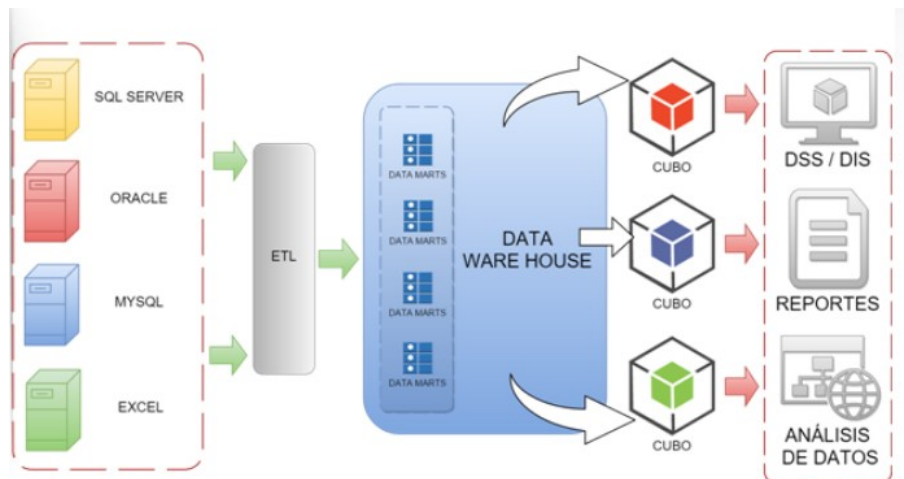 SQL SERVER
ORACLE
MYSQL
EXCEL
ETL
DATA MARTS
DATA MARTS
DATA MARTS
DATA MARTS
DATA
WARE HOUSE
CUBO
CUBO
CUBO
DSS / DIS
REPORTES
ANÁLISIS
DE DATOS